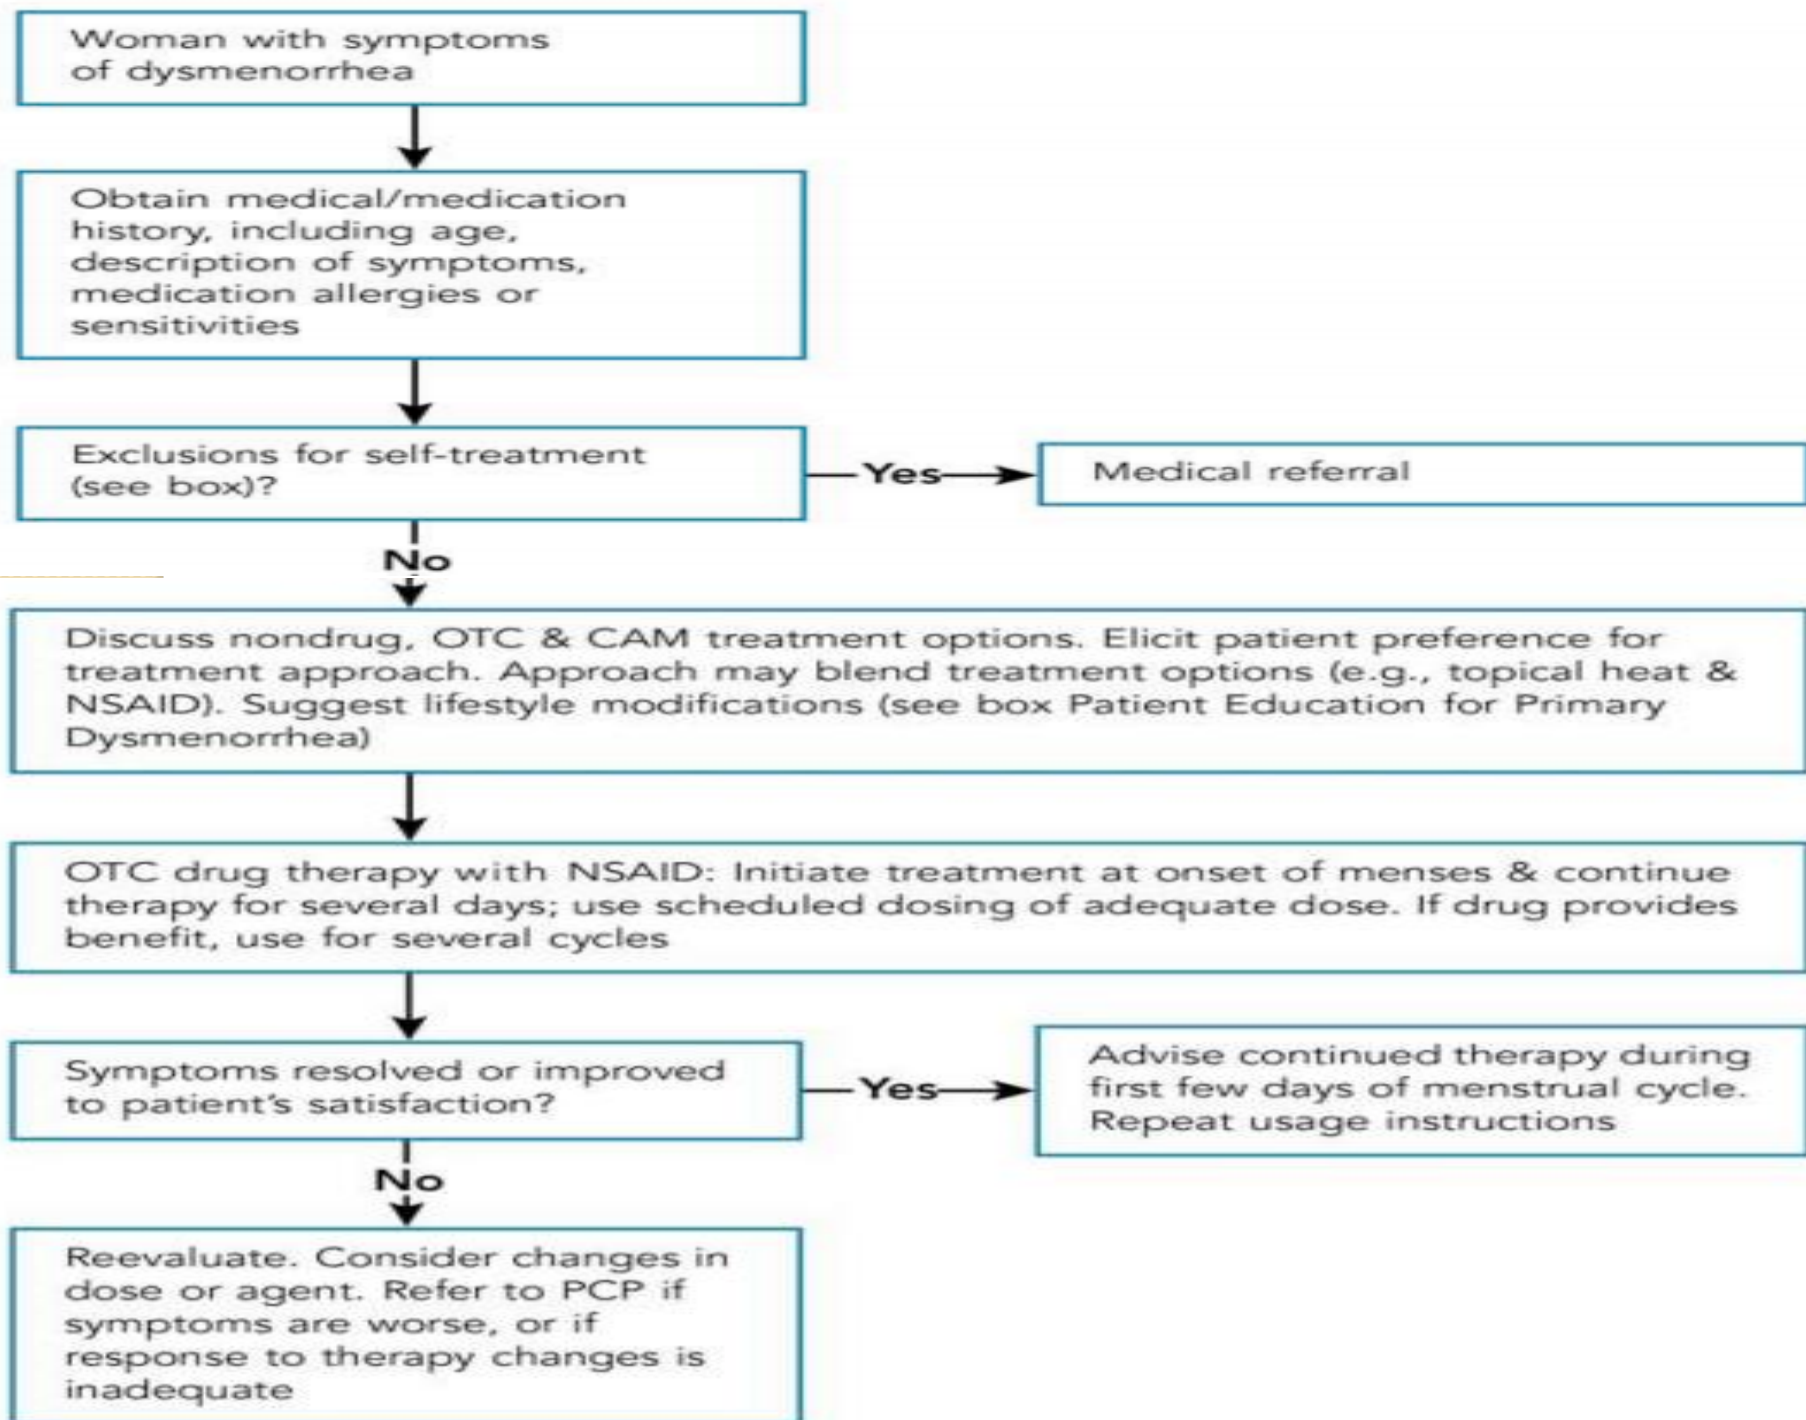 Woman with symptoms
of dysmenorrhea
Obtain medical/medication
history, including age,
description of symptoms,
medication allergies or
sensitivities
Exclusions for self-treatment
(see box)?
Yes
Medical referral
No
Discuss nondrug, OTC & CAM treatment options. Elicit patient preference for
treatment approach. Approach may blend treatment options (e.g., topical heat &
NSAID). Suggest lifestyle modifications (see box Patient Education for Primary
Dysmenorrhea)
OTC drug therapy with NSAID: Initiate treatment at onset of menses & continue
therapy for several days; use scheduled dosing of adequate dose. If drug provides
benefit, use for several cycles
Symptoms resolved or improved
to patient's satisfaction?
Yes
Advise continued therapy during
first few days of menstrual cycle.
Repeat usage instructions
No
Reevaluate. Consider changes in
dose or agent. Refer to PCP if
symptoms are worse, or if
response to therapy changes is
inadequate